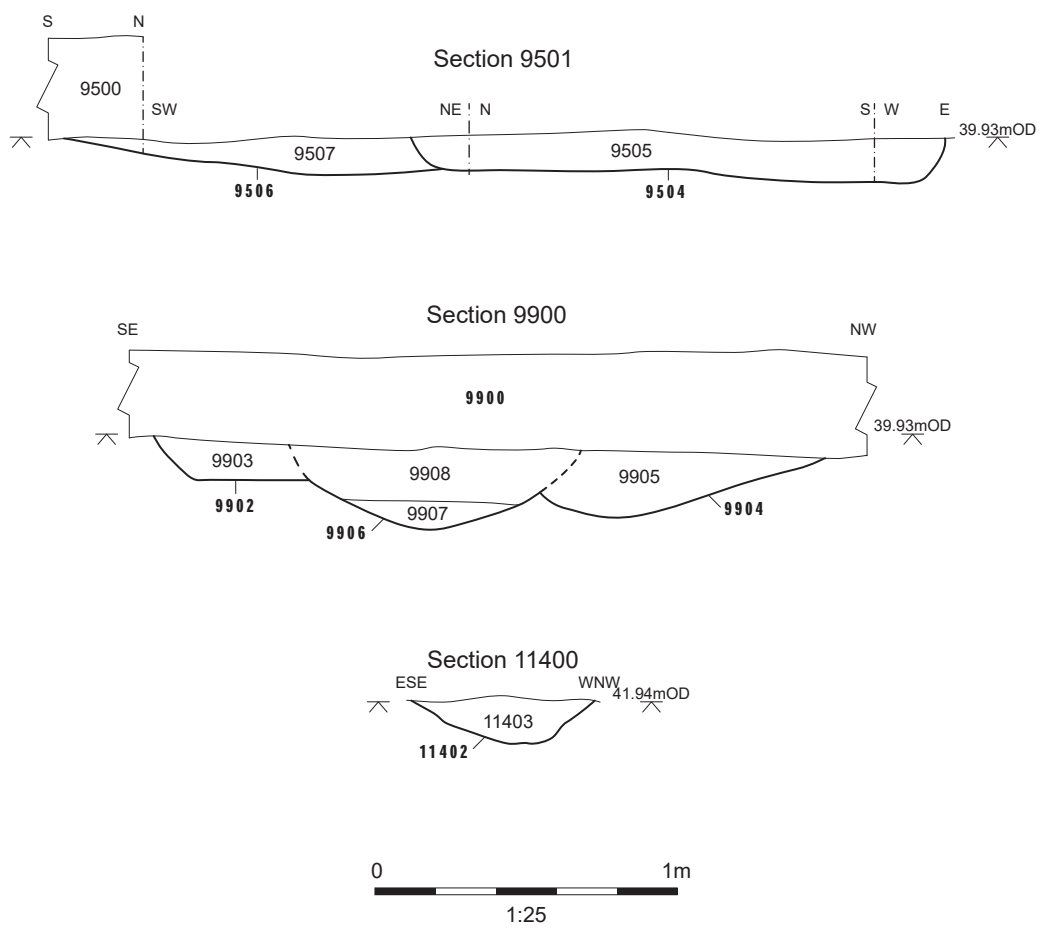 S N
Section 9501
9500
SW NE N S W E
39.93mOD
9507 9505
9506 9504
Section 9900
SE NW
9900
39.93mOD
9903 9908 9905
9902 9907 9904
9906
Section 11400
ESE WNW 41.94mOD
11403
11402
0 1m
1:25